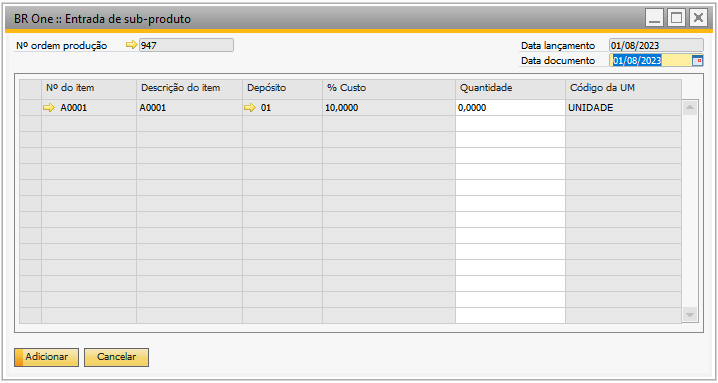 BR One :: Entrada de sub-produto
Nº ordem produção 947 Data lançamento 01/08/2023
Data documento 01/08/2023
Nº do item Descrição do item Depósito % Custo Quantidade Código da UM
A0001 A0001 01 10,0000 0,0000 UNIDADE
Adicionar Cancelar